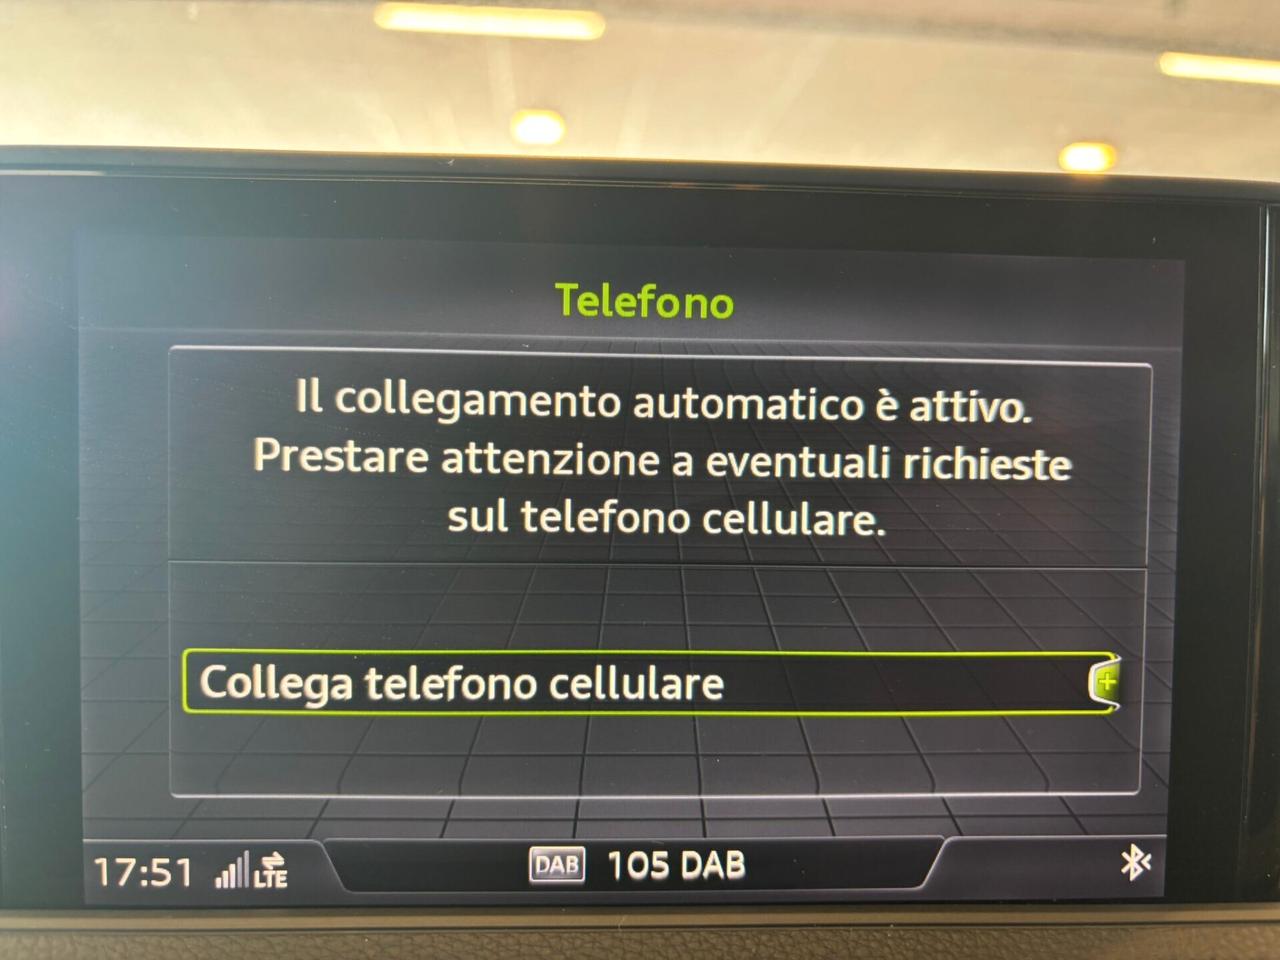 Telefono
Il collegamento automatico è attivo.
Prestare attenzione a eventuali richieste
sul telefono cellulare.
Collega telefono cellulare
17:51 LTE DAB 105 DAB